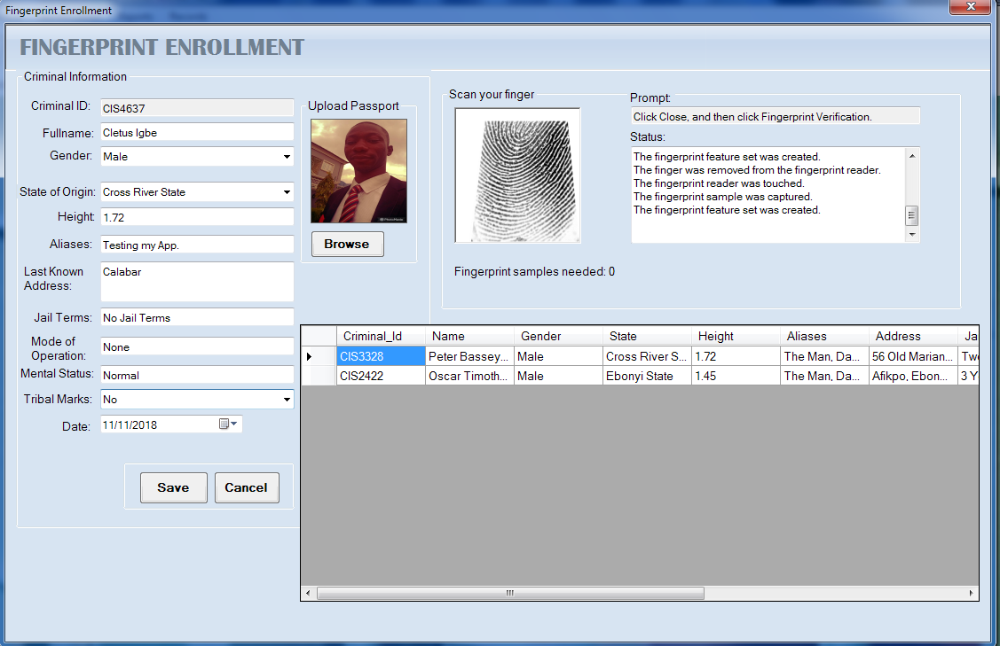 Fingerprint Enrollment
FINGERPRINT ENROLLMENT
Criminal Information
Criminal ID: CIS4637
Fullname: Cletus Igbe
Gender: Male
State of Origin: Cross River State
Height: 1.72
Aliases: Testing my App.
Last Known
Address:
Calabar
Jail Terms: No Jail Terms
Mode of
Operation:
None
Mental Status: Normal
Tribal Marks: No
Date: 11/11/2018
Save Cancel
Upload Passport
Browse
Scan your finger
Fingerprint samples needed: 0
Prompt:
Click Close, and then click Fingerprint Verification.
Status:
The fingerprint feature set was created.
The finger was removed from the fingerprint reader.
The fingerprint reader was touched.
The fingerprint sample was captured.
The fingerprint feature set was created.
Criminal_Id Name Gender State Height Aliases Address Ja
CIS3328 Peter Bassey... Male Cross River S... 1.72 The Man, Da... 56 Old Marian... Two
CIS2422 Oscar Timoth... Male Ebonyi State 1.45 The Man, Da... Afikpo, Ebon... 3 Y